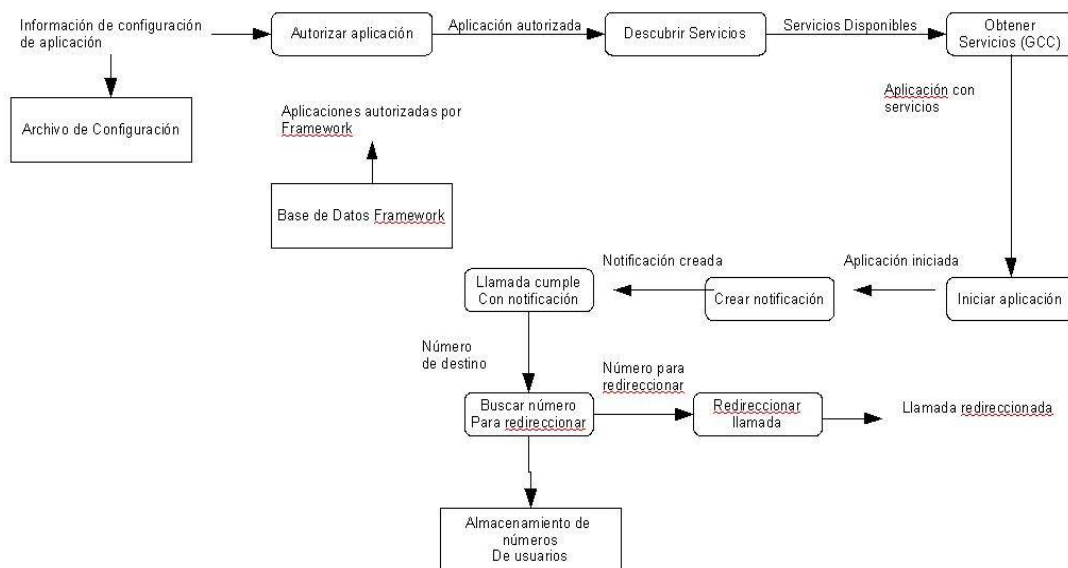 Información de configuración
de aplicación
Autorizar aplicación
Aplicación autorizada
Descubrir Servicios
Servicios Disponibles
Obtener
Servicios (GCC)
Archivo de Configuración
Aplicaciones autorizadas por
Framework
Aplicación con
servicios
Base de Datos Framework
Llamada cumple
Con notificación
Notificación creada
Crear notificación
Aplicación iniciada
Iniciar aplicación
Número
de destino
Buscar número
Para redireccionar
Número para
redireccionar
Redireccionar
llamada
Llamada redireccionada
Almacenamiento de
números
De usuarios